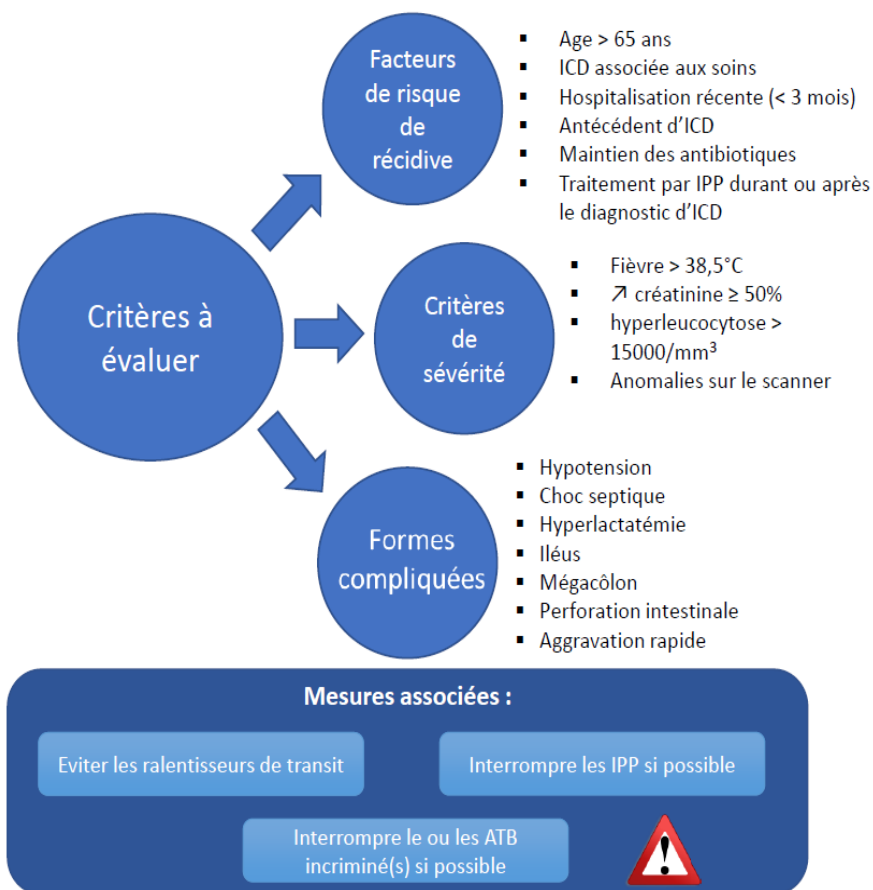 Facteurs
de risque
de
récidive
▪ Age > 65 ans
▪ ICD associée aux soins
▪ Hospitalisation récente (< 3 mois)
▪ Antécédent d'ICD
▪ Maintien des antibiotiques
▪ Traitement par IPP durant ou après
le diagnostic d'ICD
Critères à
évaluer
Critères
de
sévérité
▪ Fièvre > 38,5°C
▪ ↗ créatinine ≥ 50%
▪ hyperleucocytose >
15000/mm³
▪ Anomalies sur le scanner
Formes
compliquées
▪ Hypotension
▪ Choc septique
▪ Hyperlactatémie
▪ Iléus
▪ Mégacôlon
▪ Perforation intestinale
▪ Aggravation rapide
Mesures associées :
Eviter les ralentisseurs de transit
Interrompre les IPP si possible
Interrompre le ou les ATB
incriminé(s) si possible
!